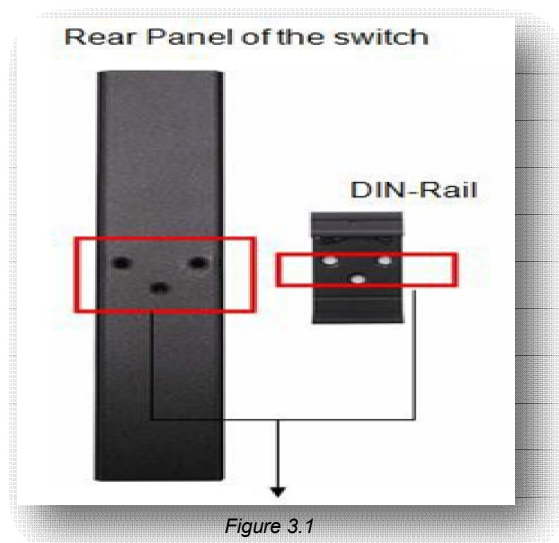 Rear Panel of the switch
DIN-Rail
Figure 3.1